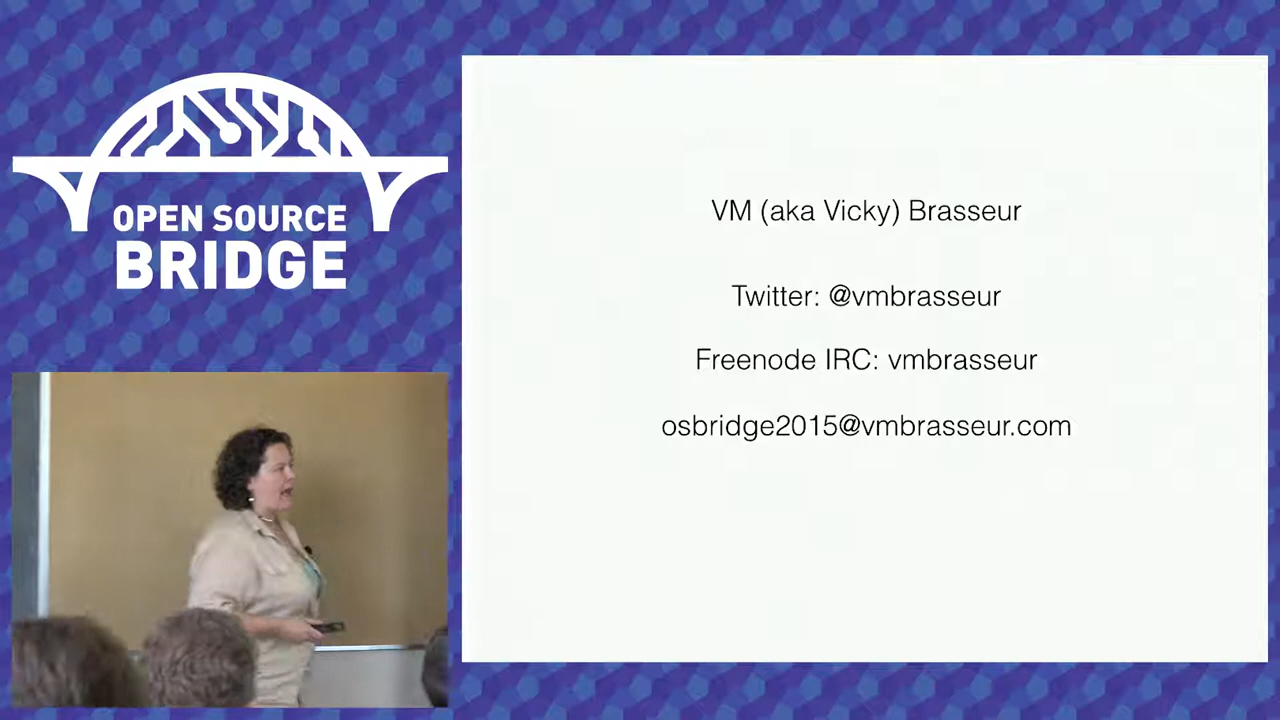 OPEN SOURCE
BRIDGE
VM (aka Vicky) Brasseur
Twitter: @vmbrasseur
Freenode IRC: vmbrasseur
osbridge2015@vmbrasseur.com